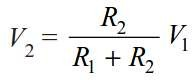 V₂ = R₂ / (R₁ + R₂) V₁